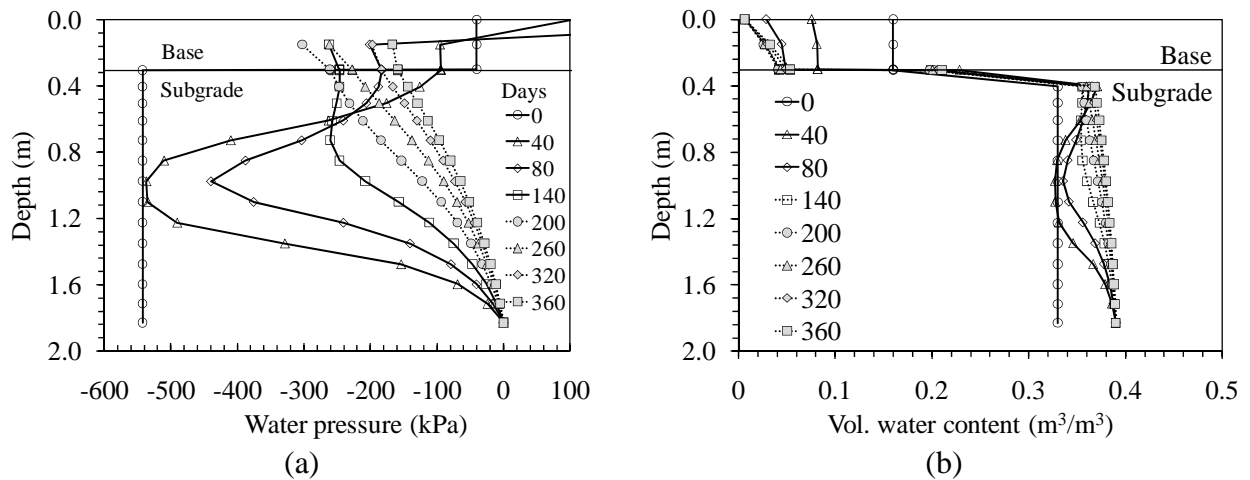 0.0
0.4
0.8
1.2
1.6
2.0
Depth (m)
-600 -500 -400 -300 -200 -100 0 100
Water pressure (kPa)
Base
Subgrade
Days
0
40
80
140
200
260
320
360
(a)
0.0
0.4
0.8
1.2
1.6
2.0
Depth (m)
0 0.1 0.2 0.3 0.4 0.5
Vol. water content (m³/m³)
Base
Subgrade
0
40
80
140
200
260
320
360
(b)